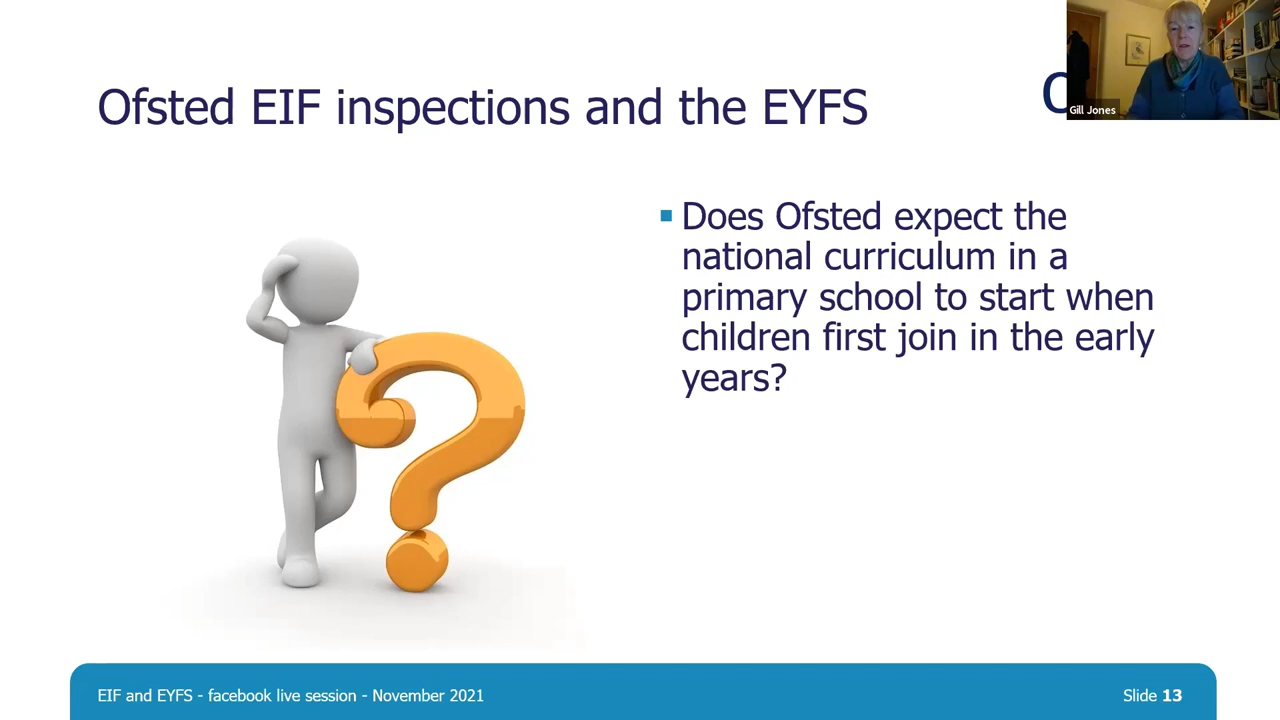 Ofsted EIF inspections and the EYFS
Gill Jones
Does Ofsted expect the
national curriculum in a
primary school to start when
children first join in the early
years?
EIF and EYFS - facebook live session - November 2021
Slide 13